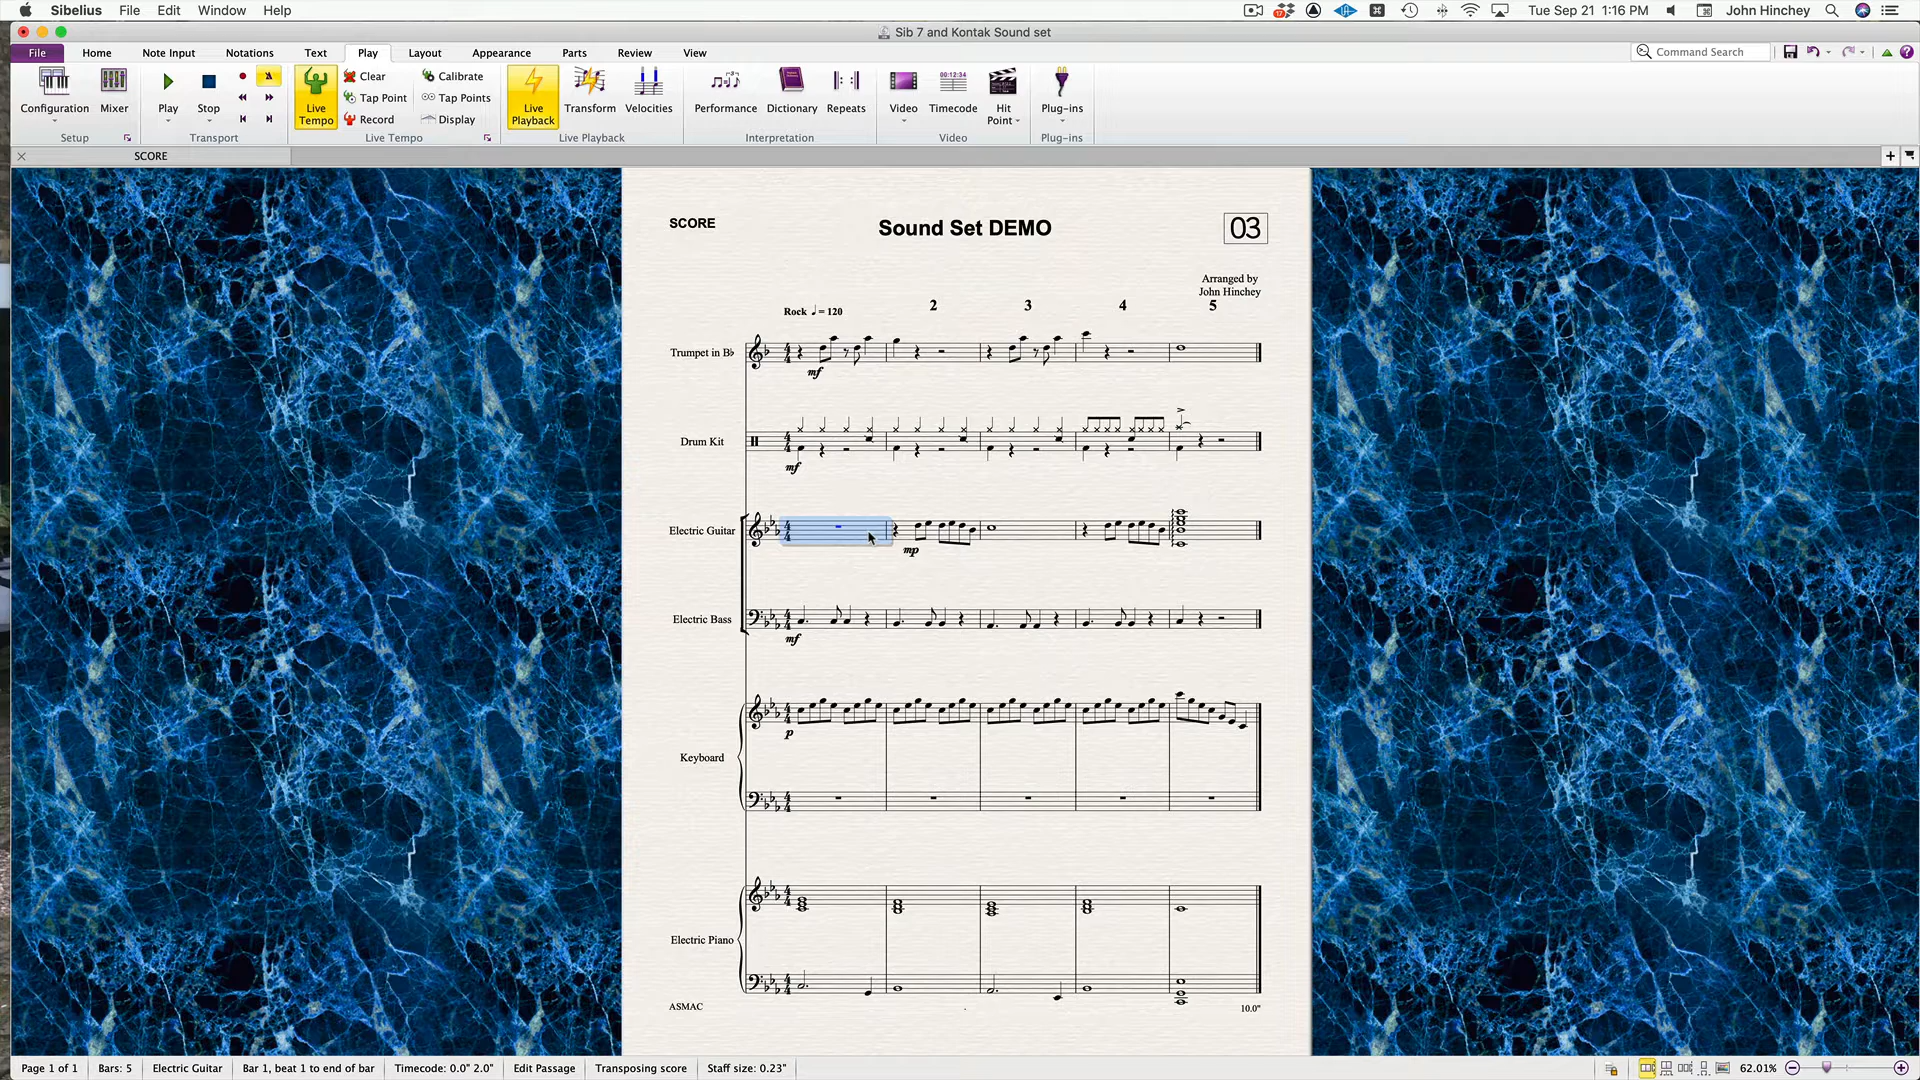 Sibelius File Edit Window Help
17
Tue Sep 21 1:16 PM John Hinchey
Sib 7 and Kontak Sound set
File Home Note Input Notations Text Play Layout Appearance Parts Review View
Command Search
Configuration Mixer
Setup
Play Stop
Transport
Live Tempo
Clear
Tap Point
Record
Calibrate
Tap Points
Display
Live Tempo
Live Playback
Transform Velocities
Live Playback
Performance Dictionary Repeats
Interpretation
Video
00:12:34
Timecode
Hit Point
Video
Plug-ins
Plug-ins
SCORE
SCORE
Sound Set DEMO
03
Arranged by
John Hinchey
Rock ♩ = 120
2 3 4 5
Trumpet in B♭
mf
Drum Kit
mf
Electric Guitar
mp
Electric Bass
mf
Keyboard
p
Electric Piano
ASMAC
10.0"
Page 1 of 1 Bars: 5 Electric Guitar Bar 1, beat 1 to end of bar Timecode: 0.0" 2.0" Edit Passage Transposing score Staff size: 0.23" 62.01%